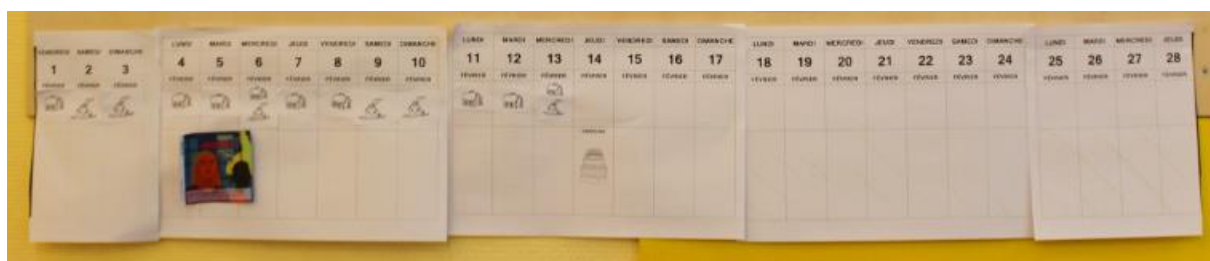 VENDREDI SAMEDI DIMANCHE
1 2 3
FÉVRIER FÉVRIER FÉVRIER
LUNDI MARDI MERCREDI JEUDI VENDREDI SAMEDI DIMANCHE
4 5 6 7 8 9 10
FÉVRIER FÉVRIER FÉVRIER FÉVRIER FÉVRIER FÉVRIER FÉVRIER
LUNDI MARDI MERCREDI JEUDI VENDREDI SAMEDI DIMANCHE
11 12 13 14 15 16 17
FÉVRIER FÉVRIER FÉVRIER FÉVRIER FÉVRIER FÉVRIER FÉVRIER
LUNDI MARDI MERCREDI JEUDI VENDREDI SAMEDI DIMANCHE
18 19 20 21 22 23 24
FÉVRIER FÉVRIER FÉVRIER FÉVRIER FÉVRIER FÉVRIER FÉVRIER
LUNDI MARDI MERCREDI JEUDI
25 26 27 28
FÉVRIER FÉVRIER FÉVRIER FÉVRIER